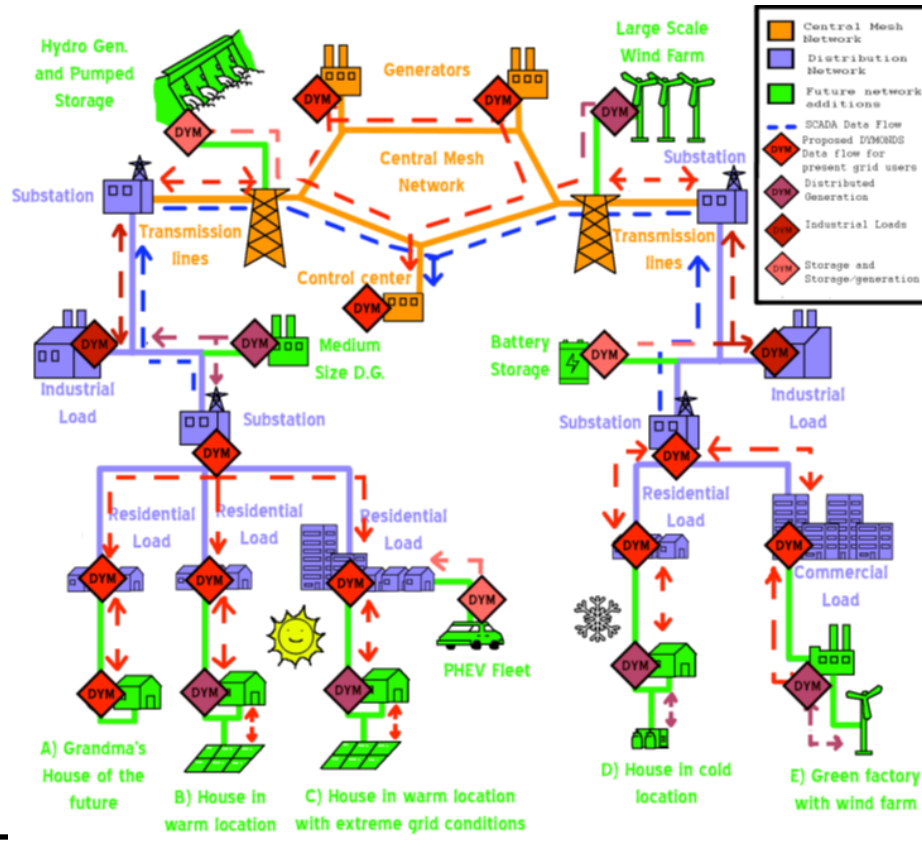 Hydro Gen.
and Pumped
Storage
Generators
Large Scale
Wind Farm
Central Mesh
Network
Distribution
Network
Future network
additions
SCADA Data Flow
Proposed DYMONDS
Data flow for
present grid users
Distributed
Generation
Industrial Loads
Storage and
Storage/generation
DYM
DYM
DYM
DYM
DYM
DYM
DYM
DYM
Central Mesh
Network
Substation
Substation
Transmission
lines
Transmission
lines
Control center
DYM
DYM
DYM
Medium
Size D.G.
Battery
Storage
DYM
DYM
Industrial
Load
Industrial
Load
Substation
Substation
DYM
DYM
Residential
Load
Residential
Load
Residential
Load
Residential
Load
DYM
DYM
DYM
DYM
DYM
DYM
Commercial
Load
PHEV Fleet
DYM
DYM
DYM
DYM
DYM
A) Grandma's
House of the
future
B) House in
warm location
C) House in warm location
with extreme grid conditions
D) House in cold
location
E) Green factory
with wind farm